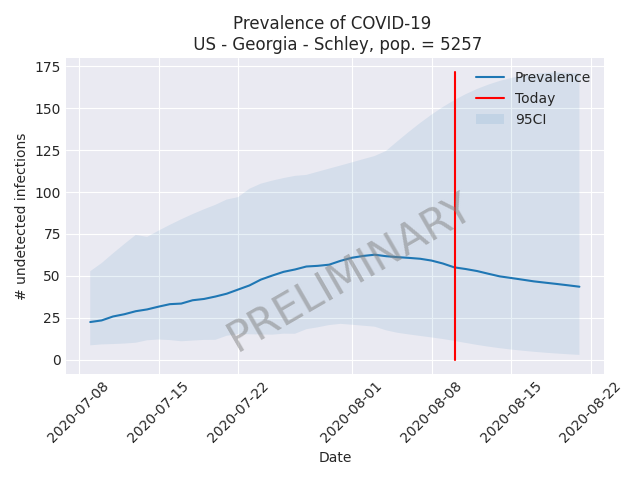 Prevalence of COVID-19
US - Georgia - Schley, pop. = 5257
175
150
125
100
75
50
25
0
# undetected infections
Prevalence
Today
95CI
PRELIMINARY
2020-07-08
2020-07-15
2020-07-22
2020-08-01
2020-08-08
2020-08-15
2020-08-22
Date